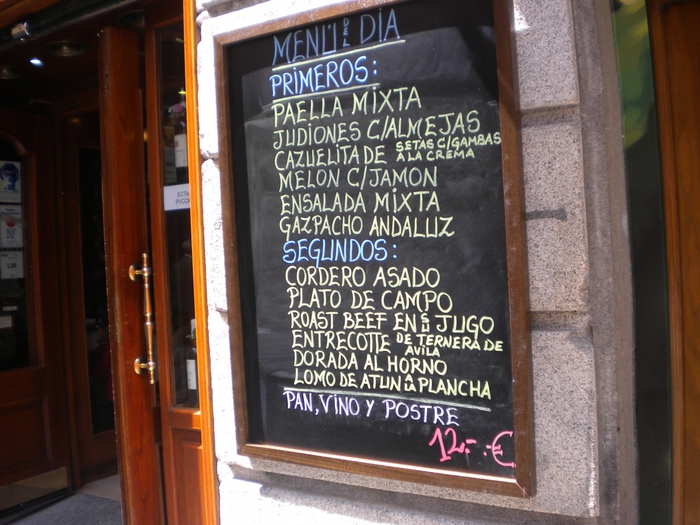 MENÚ DEL DÍA
PRIMEROS:
PAELLA MIXTA
JUDIONES C/ALMEJAS
CAZUELITA DE SETAS C/GAMBAS A LA CREMA
MELON C/JAMON
ENSALADA MIXTA
GAZPACHO ANDALUZ
SEGUNDOS:
CORDERO ASADO
PLATO DE CAMPO
ROAST BEEF EN SU JUGO
ENTRECOTTE DE TERNERA DE AVILA
DORADA AL HORNO
LOMO DE ATUN A LA PLANCHA
PAN, VINO Y POSTRE
12.- €